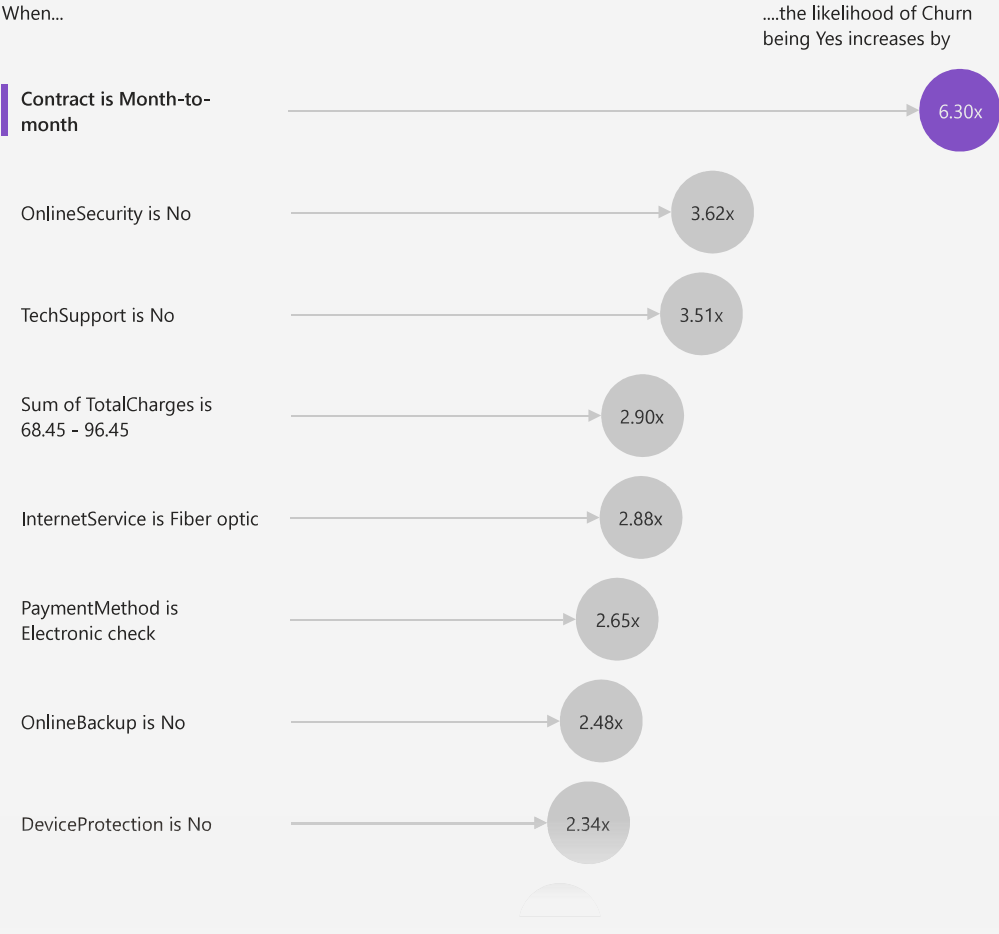 When...
....the likelihood of Churn
being Yes increases by
Contract is Month-to-
month
6.30x
OnlineSecurity is No
3.62x
TechSupport is No
3.51x
Sum of TotalCharges is
68.45 - 96.45
2.90x
InternetService is Fiber optic
2.88x
PaymentMethod is
Electronic check
2.65x
OnlineBackup is No
2.48x
DeviceProtection is No
2.34x